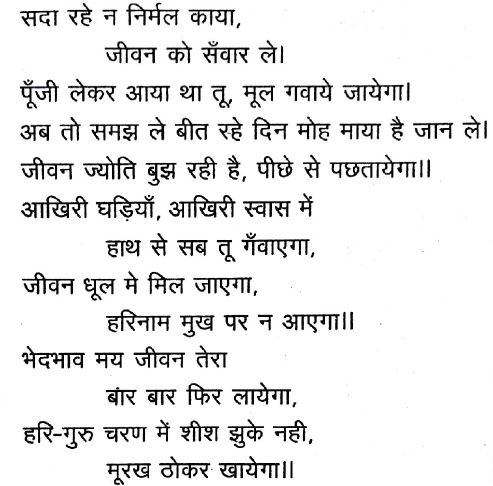 सदा रहे न निर्मल काया,
जीवन को सँवार ले।
पूँजी लेकर आया था तू, मूल गवाये जायेगा।
अब तो समझ ले बीत रहे दिन मोह माया है जान ले।
जीवन ज्योति बुझ रही है, पीछे से पछतायेगा॥
आखिरी घड़ियाँ, आखिरी स्वास में
हाथ से सब तू गँवाएगा,
जीवन धूल मे मिल जाएगा,
हरिनाम मुख पर न आएगा॥
भेदभाव मय जीवन तेरा
बांर बार फिर लायेगा,
हरि-गुरु चरण में शीश झुके नही,
मूरख ठोकर खायेगा॥